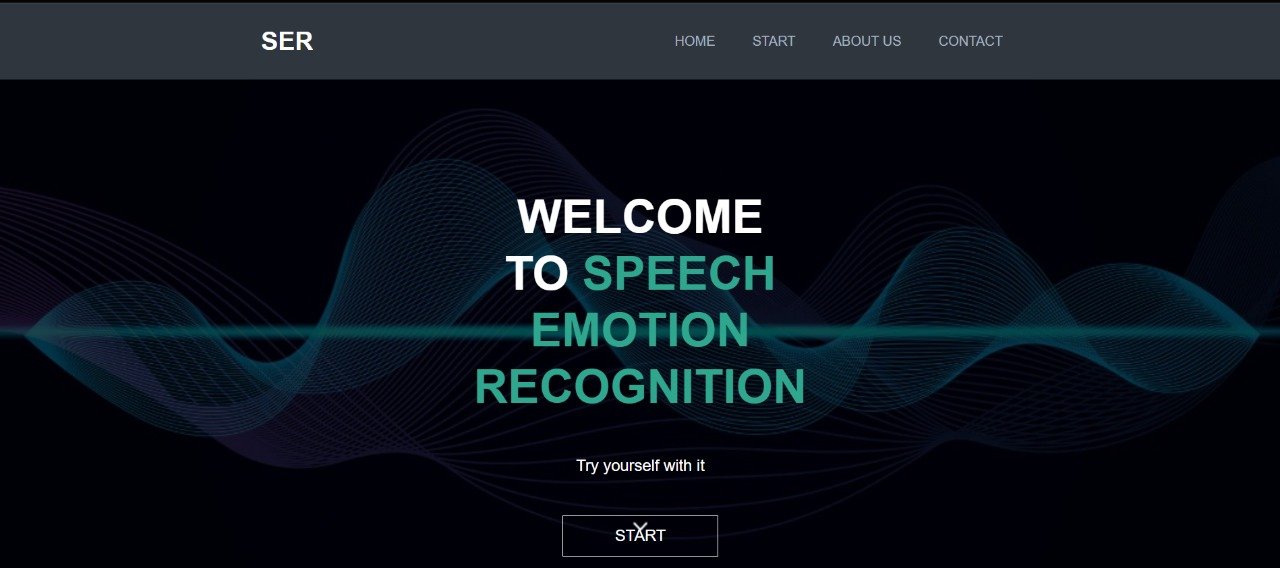 SER
HOME START ABOUT US CONTACT
WELCOME
TO SPEECH
EMOTION
RECOGNITION
Try yourself with it
START